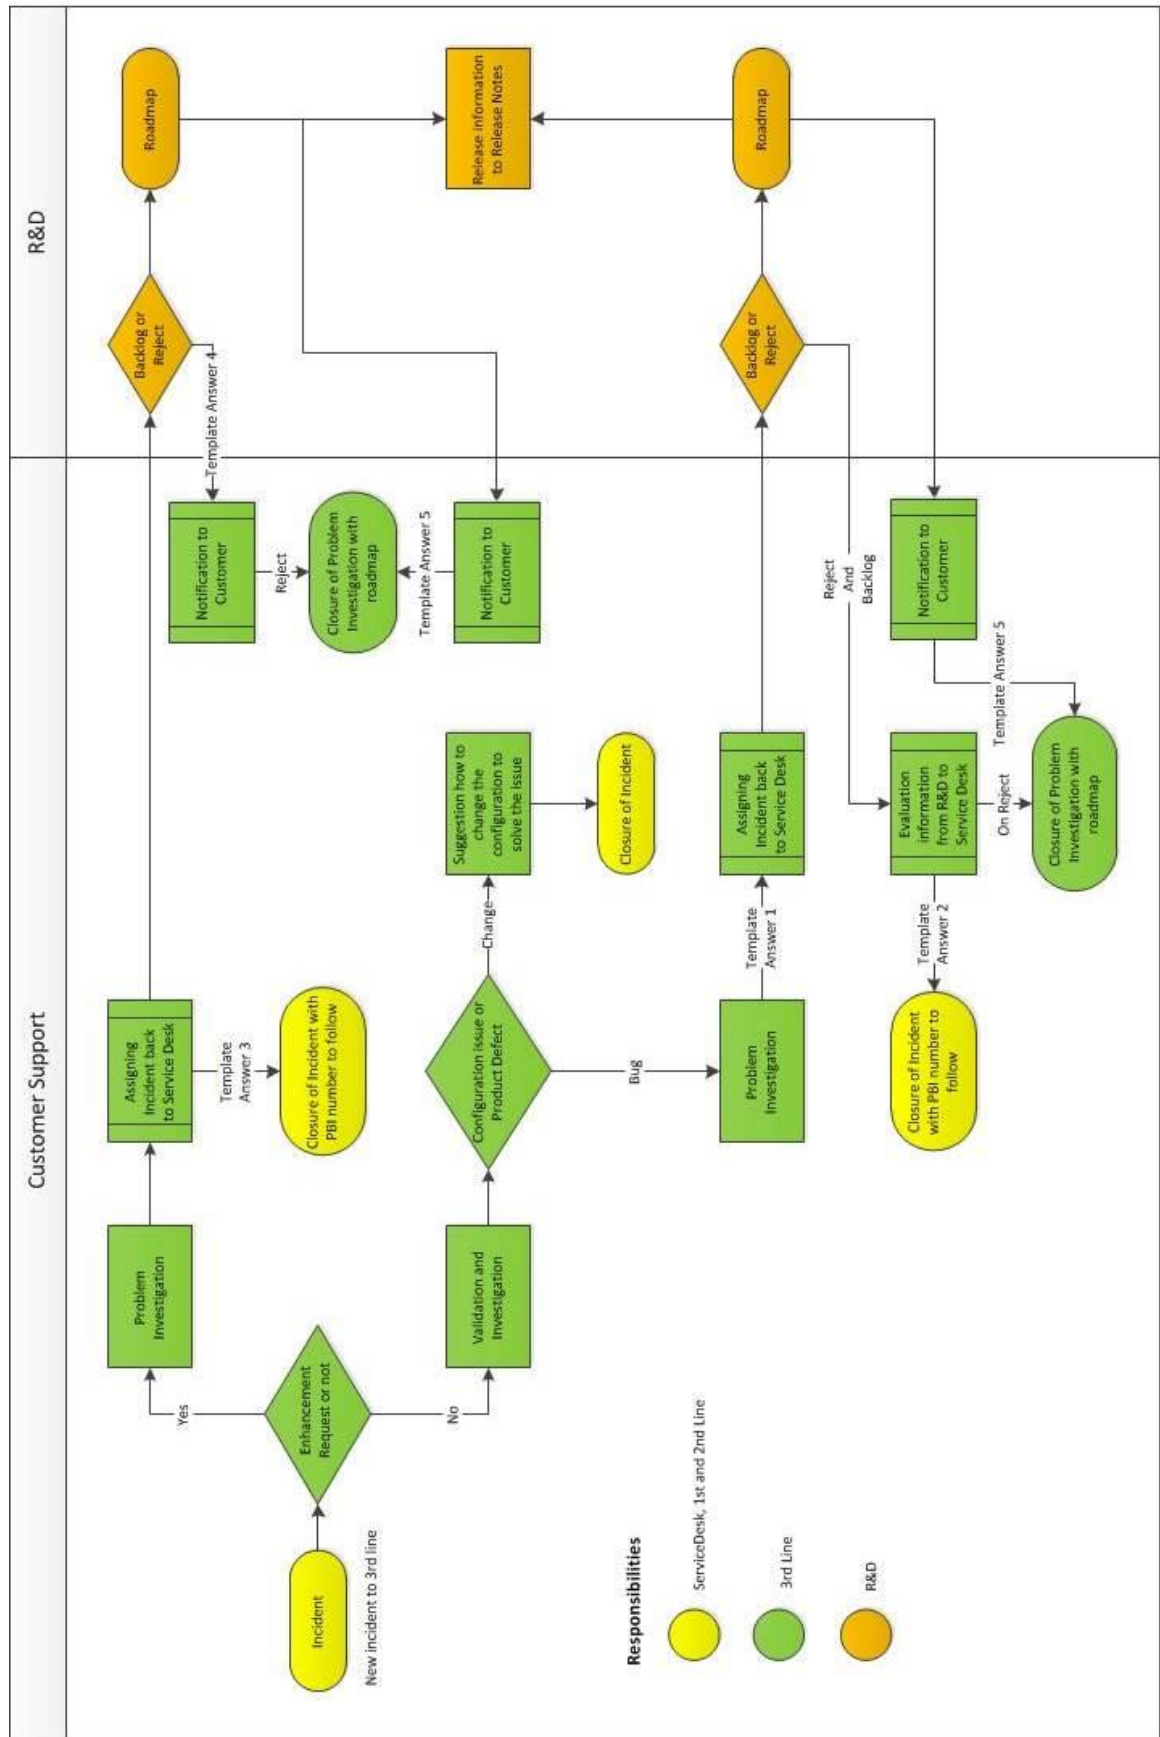 Customer Support
R&D
Incident
New incident to 3rd line
Enhancement
Request or not
Yes
No
Problem
Investigation
Assigning
Incident back
to Service Desk
Template
Answer 3
Closure of Incident with
PBI number to follow
Backlog or
Reject
Template Answer 4
Roadmap
Notification to
Customer
Reject
Closure of Problem
Investigation with
roadmap
Template Answer 5
Notification to
Customer
Release information
to Release Notes
Validation and
Investigation
Configuration issue or
Product Defect
Change
Suggestion how to
change the
configuration to
solve the issue
Closure of Incident
Bug
Problem
Investigation
Template
Answer 1
Assigning
Incident back
to Service Desk
Backlog or
Reject
Roadmap
Reject
And
Backlog
Evaluation
information
from R&D to
Service Desk
Template
Answer 2
Closure of Incident
with PBI number to
follow
On Reject
Notification to
Customer
Template Answer 5
Closure of Problem
Investigation with
roadmap
Responsibilities
ServiceDesk, 1st and 2nd Line
3rd Line
R&D